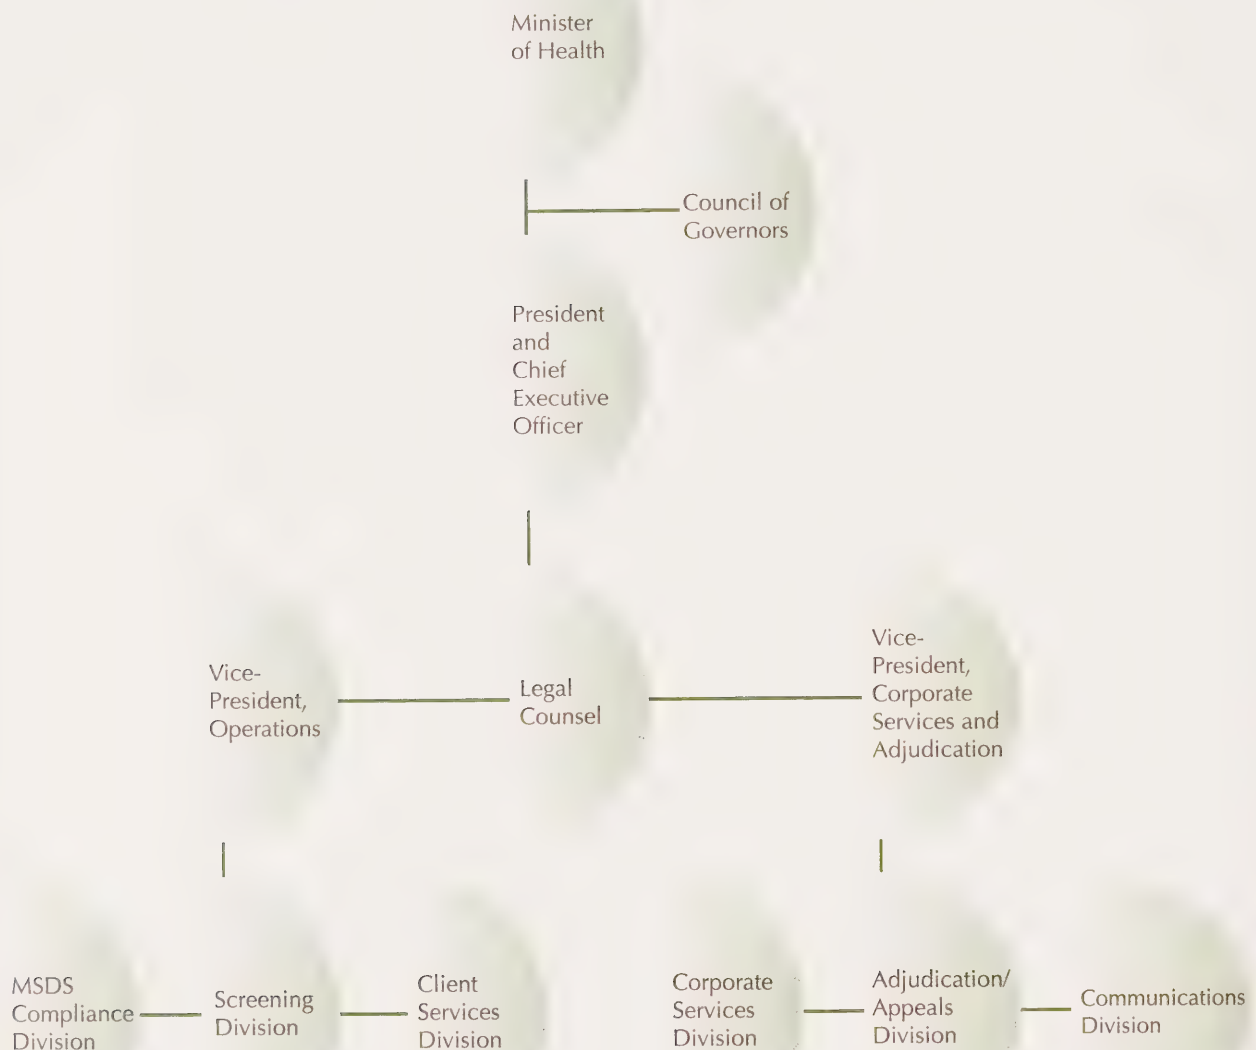 Minister
of Health
Council of
Governors
President
and
Chief
Executive
Officer
Vice-
President,
Operations
Legal
Counsel
Vice-
President,
Corporate
Services and
Adjudication
MSDS
Compliance
Division
Screening
Division
Client
Services
Division
Corporate
Services
Division
Adjudication/
Appeals
Division
Communications
Division